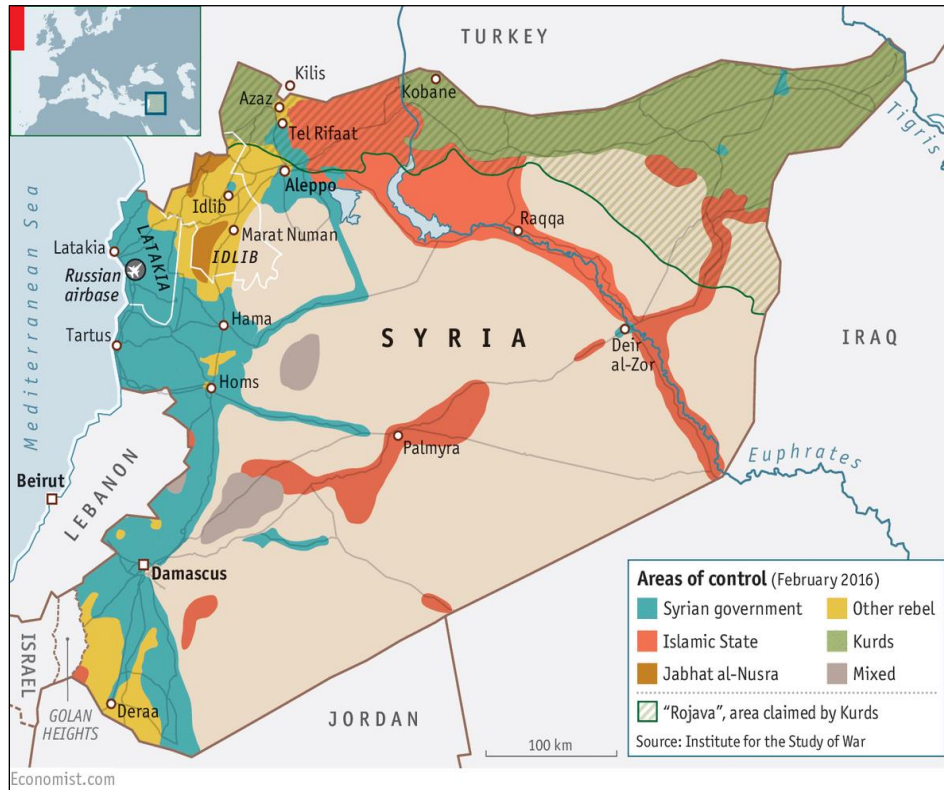 TURKEY
Kilis
Azaz
Kobane
Tel Rifaat
Tigris
Aleppo
Idlib
Raqqa
Marat Numan
IDLIB
Latakia
LATAKIA
Russian
airbase
Mediterranean Sea
Hama
Tartus
SYRIA
Deir
al-Zor
IRAQ
Homs
Palmyra
Euphrates
Beirut
LEBANON
Damascus
ISRAEL
GOLAN
HEIGHTS
Deraa
JORDAN
100 km
Areas of control (February 2016)
Syrian government
Other rebel
Islamic State
Kurds
Jabhat al-Nusra
Mixed
“Rojava”, area claimed by Kurds
Source: Institute for the Study of War
Economist.com